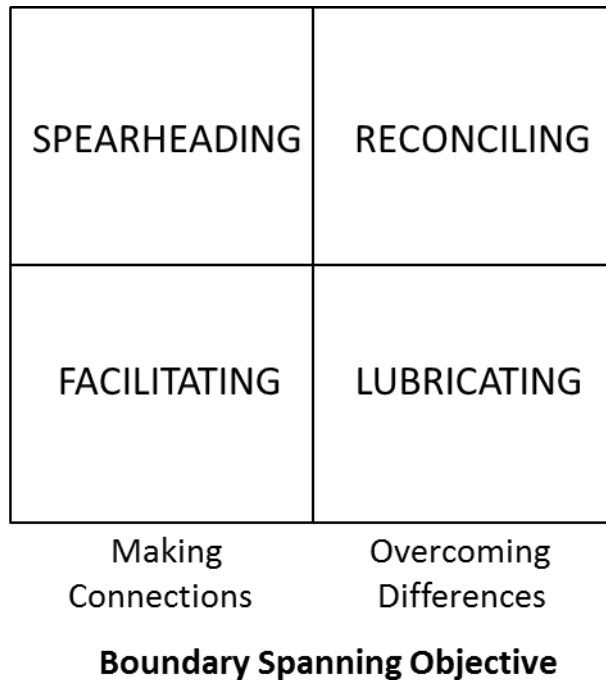 SPEARHEADING RECONCILING
FACILITATING LUBRICATING
Making Overcoming
Connections Differences
Boundary Spanning Objective